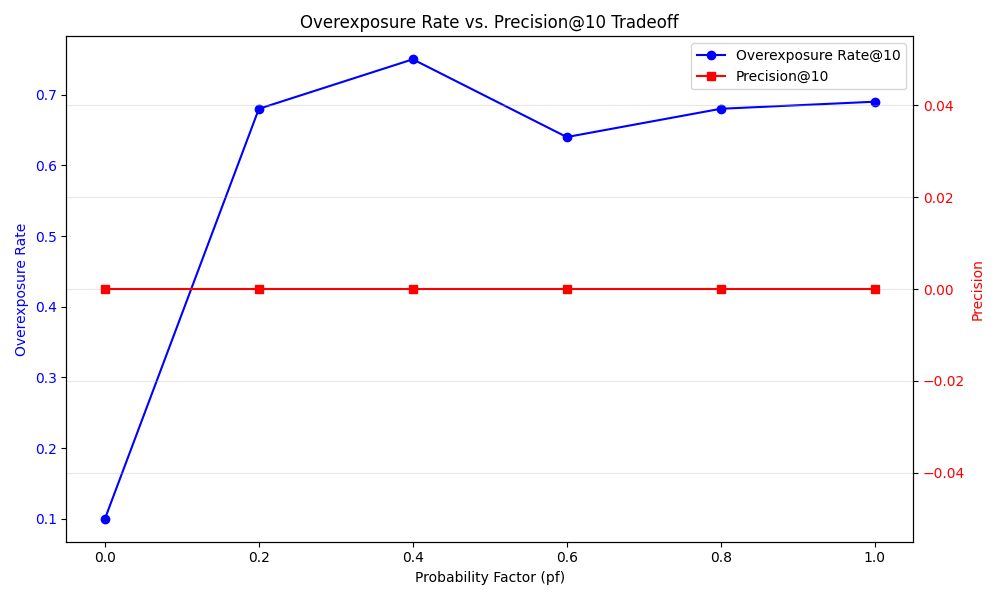 Overexposure Rate vs. Precision@10 Tradeoff
Overexposure Rate@10
Precision@10
0.7
0.6
0.5
0.4
0.3
0.2
0.1
Overexposure Rate
0.04
0.02
0.00
−0.02
−0.04
Precision
0.0 0.2 0.4 0.6 0.8 1.0
Probability Factor (pf)